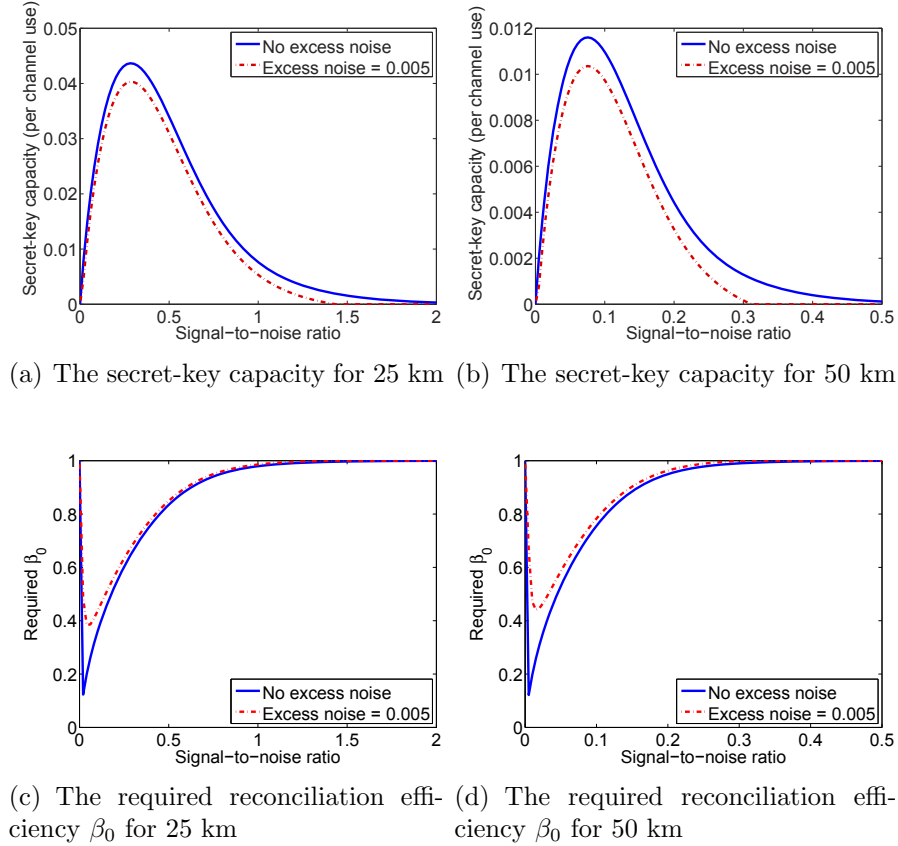 Secret-key capacity (per channel use)
0.05
0.04
0.03
0.02
0.01
0
0
0.5
1
1.5
2
Signal-to-noise ratio
No excess noise
Excess noise = 0.005
(a) The secret-key capacity for 25 km
Secret-key capacity (per channel use)
0.012
0.01
0.008
0.006
0.004
0.002
0
0
0.1
0.2
0.3
0.4
0.5
Signal-to-noise ratio
No excess noise
Excess noise = 0.005
(b) The secret-key capacity for 50 km
Required β₀
1
0.8
0.6
0.4
0.2
0
0
0.5
1
1.5
2
Signal-to-noise ratio
No excess noise
Excess noise = 0.005
(c) The required reconciliation effi-
ciency β₀ for 25 km
Required β₀
1
0.8
0.6
0.4
0.2
0
0
0.1
0.2
0.3
0.4
0.5
Signal-to-noise ratio
No excess noise
Excess noise = 0.005
(d) The required reconciliation effi-
ciency β₀ for 50 km